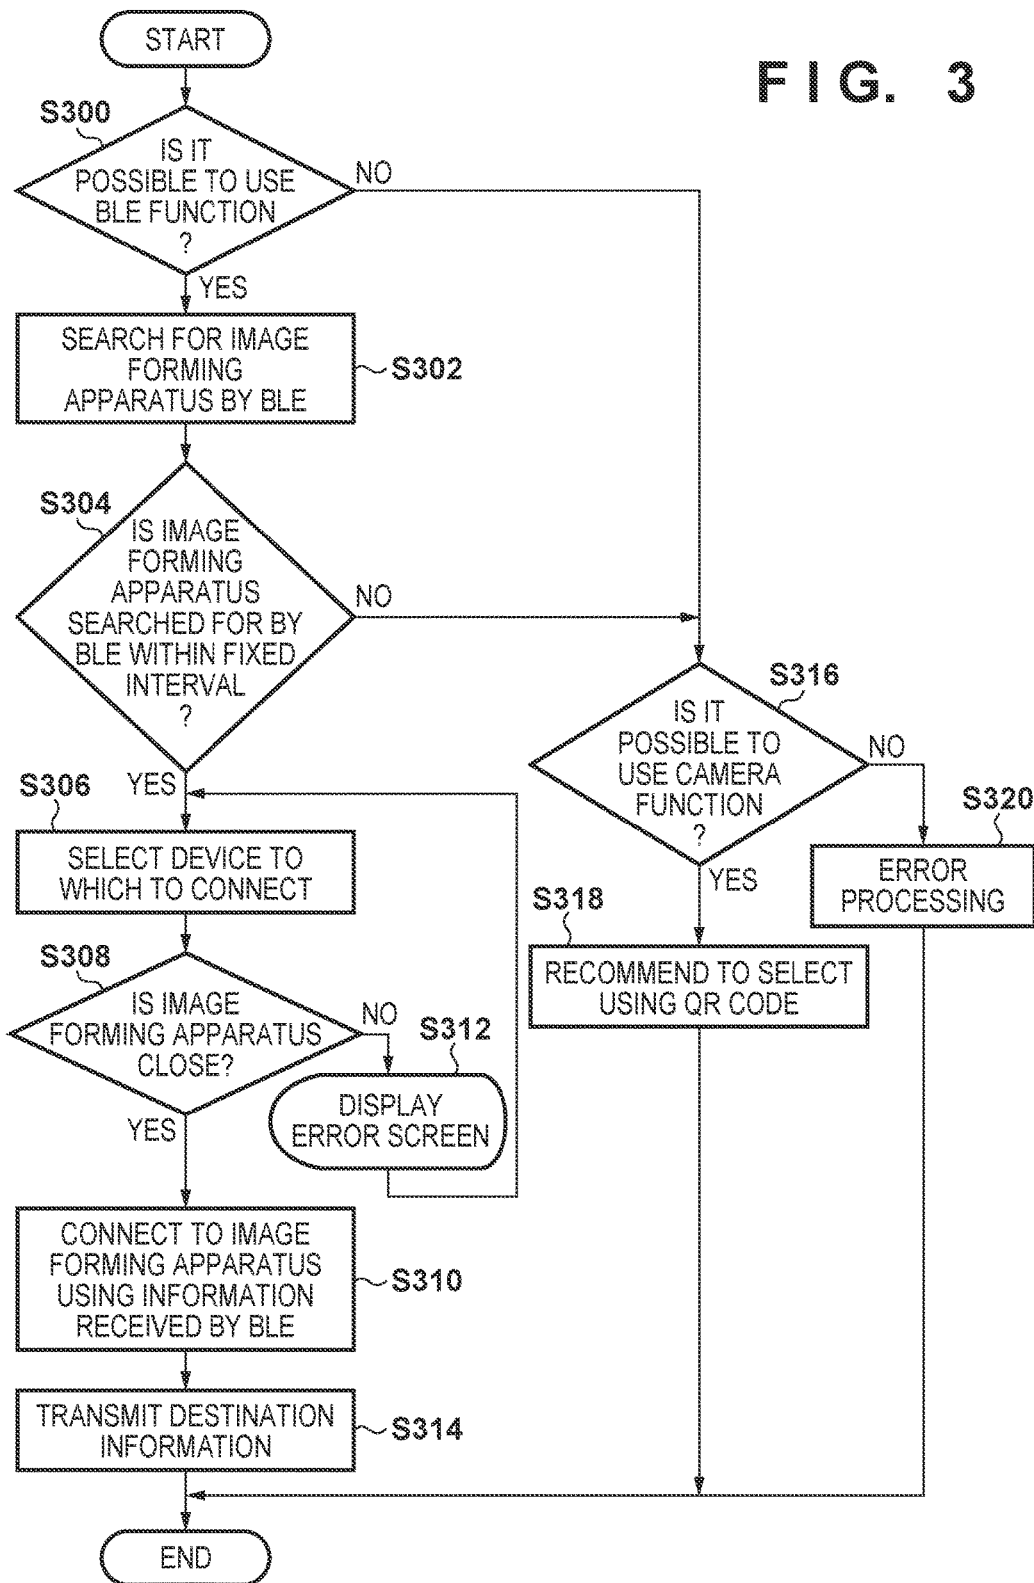 FIG. 3
START
S300
IS IT
POSSIBLE TO USE
BLE FUNCTION
?
NO
YES
SEARCH FOR IMAGE
FORMING
APPARATUS BY BLE
S302
S304
IS IMAGE
FORMING
APPARATUS
SEARCHED FOR BY
BLE WITHIN FIXED
INTERVAL
?
NO
YES
S306
SELECT DEVICE TO
WHICH TO CONNECT
S308
IS IMAGE
FORMING APPARATUS
CLOSE?
NO
S312
DISPLAY
ERROR SCREEN
YES
CONNECT TO IMAGE
FORMING APPARATUS
USING INFORMATION
RECEIVED BY BLE
S310
TRANSMIT DESTINATION
INFORMATION
S314
S316
IS IT
POSSIBLE TO
USE CAMERA
FUNCTION
?
NO
S320
ERROR
PROCESSING
YES
S318
RECOMMEND TO SELECT
USING QR CODE
END